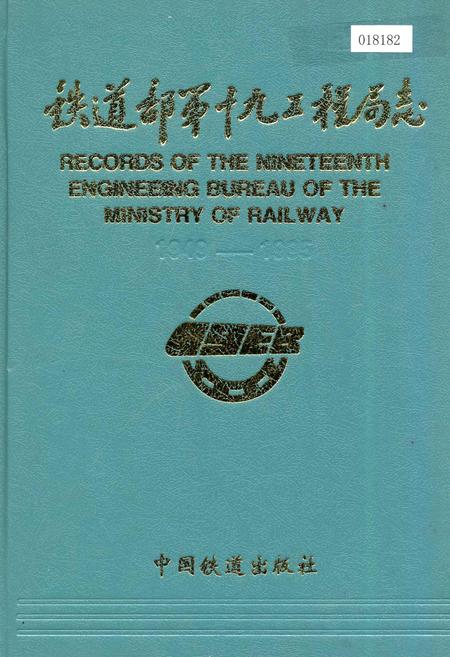 018182
铁道部第十九工程局志
RECORDS OF THE NINETEENTH
ENGINEEING BUREAU OF THE
MINISTRY OF RAILWAY
中国铁道出版社